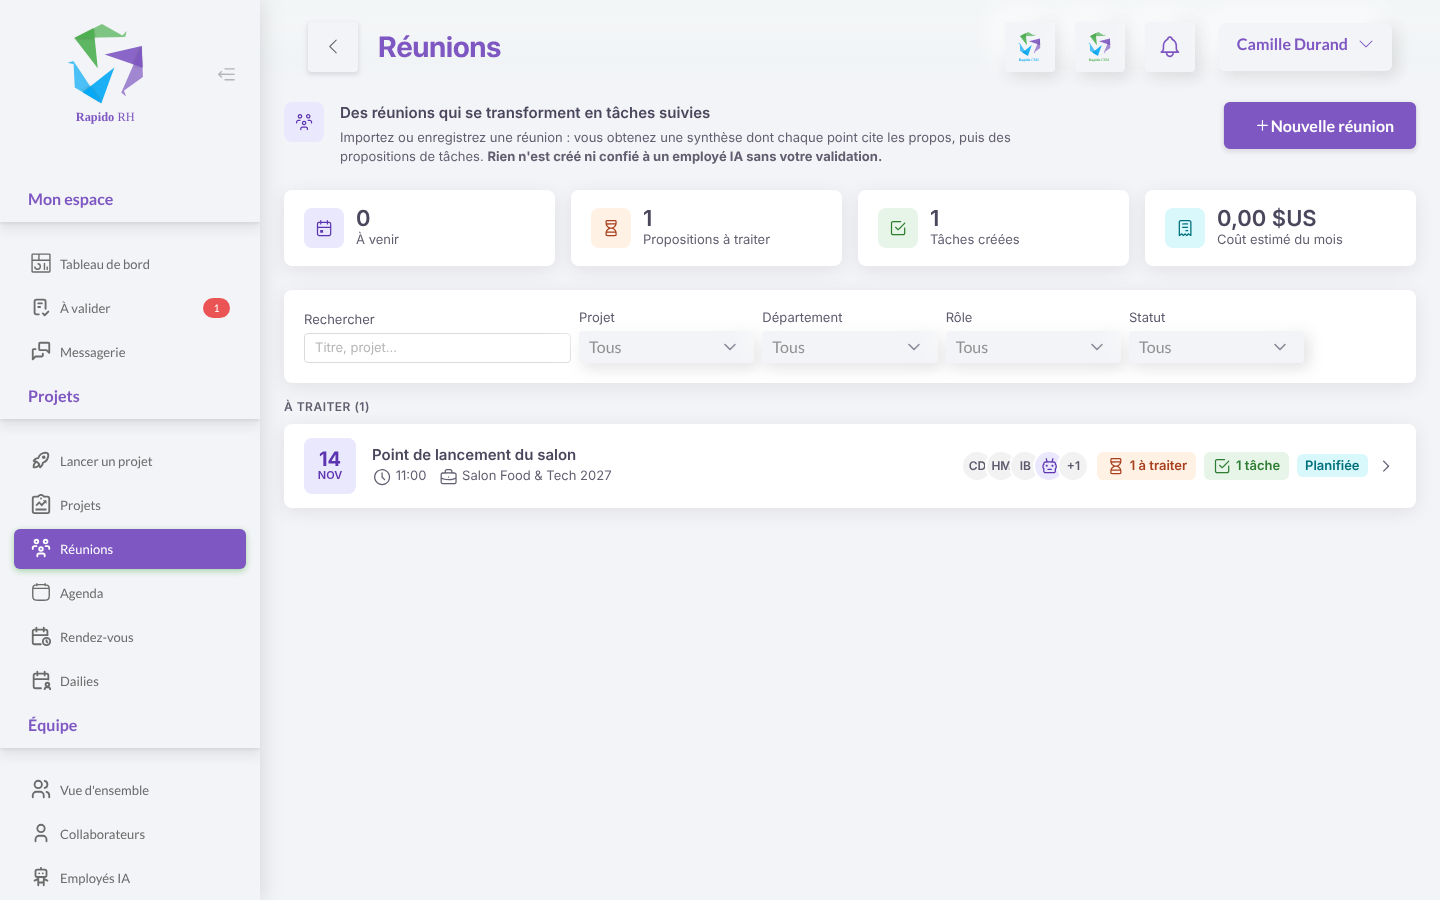 Rapido RH
Mon espace
Tableau de bord
À valider
1
Messagerie
Projets
Lancer un projet
Projets
Réunions
Agenda
Rendez-vous
Dailies
Équipe
Vue d'ensemble
Collaborateurs
Employés IA
Réunions
Camille Durand
Des réunions qui se transforment en tâches suivies
Importez ou enregistrez une réunion : vous obtenez une synthèse dont chaque point cite les propos, puis des
propositions de tâches. Rien n'est créé ni confié à un employé IA sans votre validation.
+Nouvelle réunion
0
À venir
1
Propositions à traiter
1
Tâches créées
0,00 $US
Coût estimé du mois
Rechercher
Titre, projet...
Projet
Tous
Département
Tous
Rôle
Tous
Statut
Tous
À TRAITER (1)
14
NOV
Point de lancement du salon
11:00 Salon Food & Tech 2027
CD HM IB +1
1 à traiter
1 tâche
Planifiée